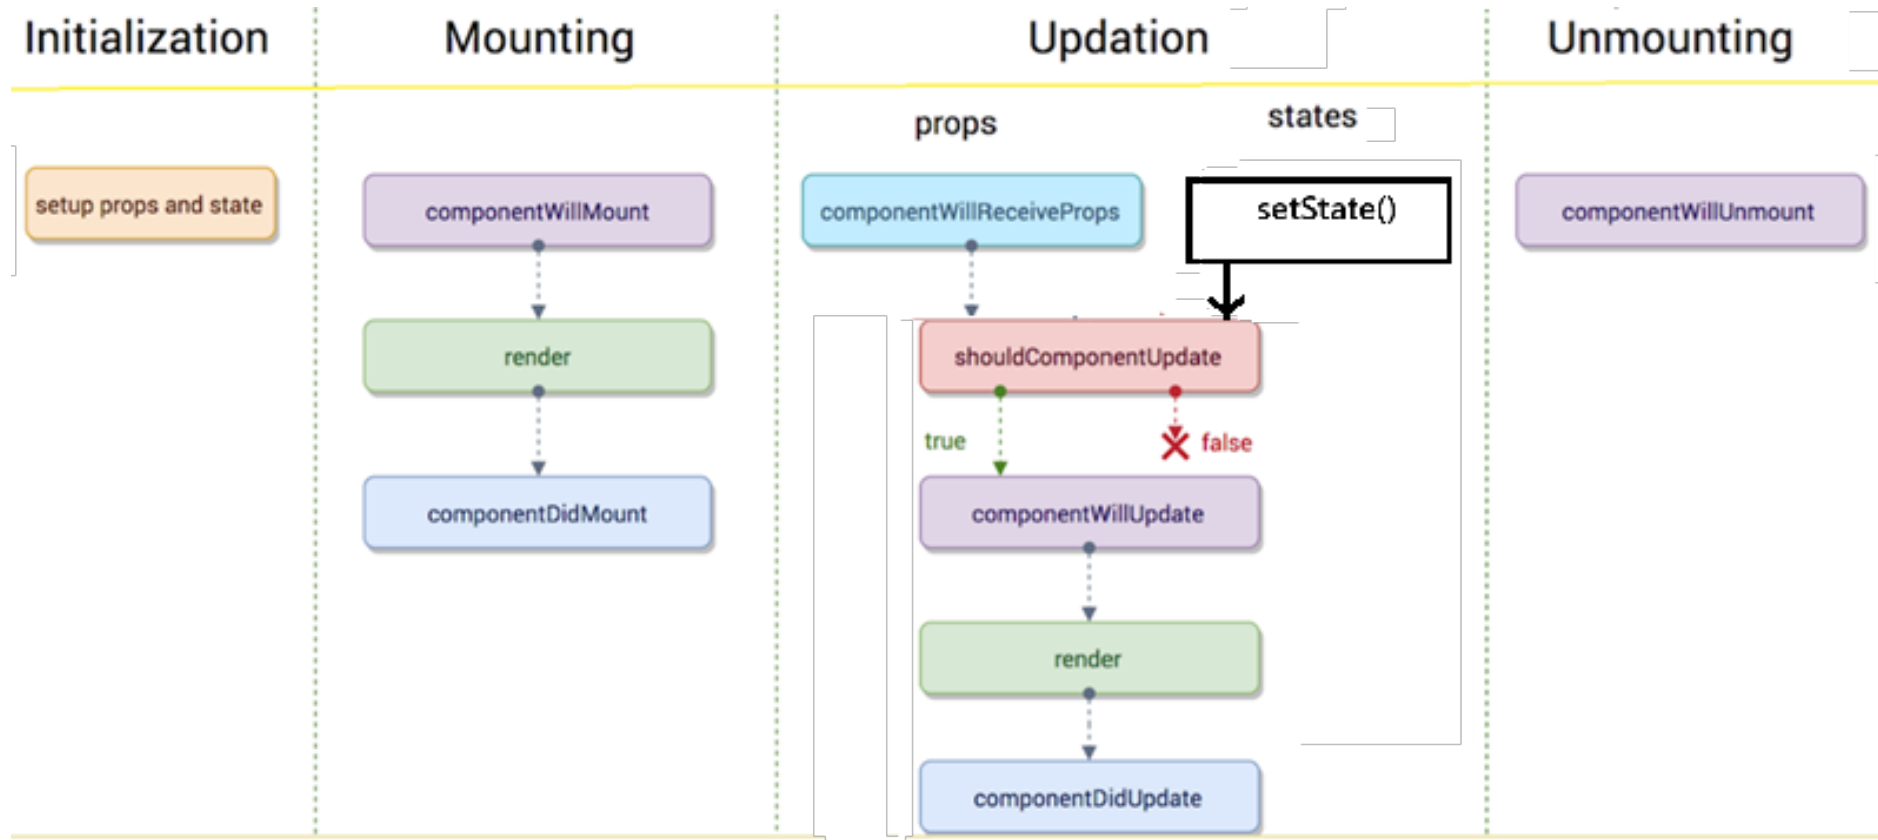 Initialization
Mounting
Updation
Unmounting
props
states
setup props and state
componentWillMount
componentWillReceiveProps
setState()
componentWillUnmount
render
shouldComponentUpdate
true
false
componentDidMount
componentWillUpdate
render
componentDidUpdate